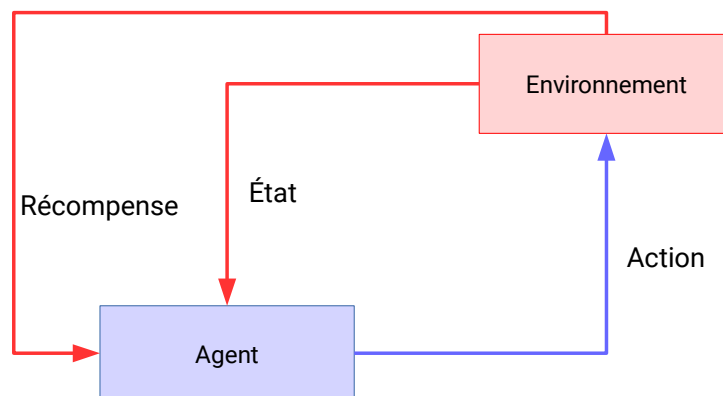 Environnement
État
Récompense
Action
Agent